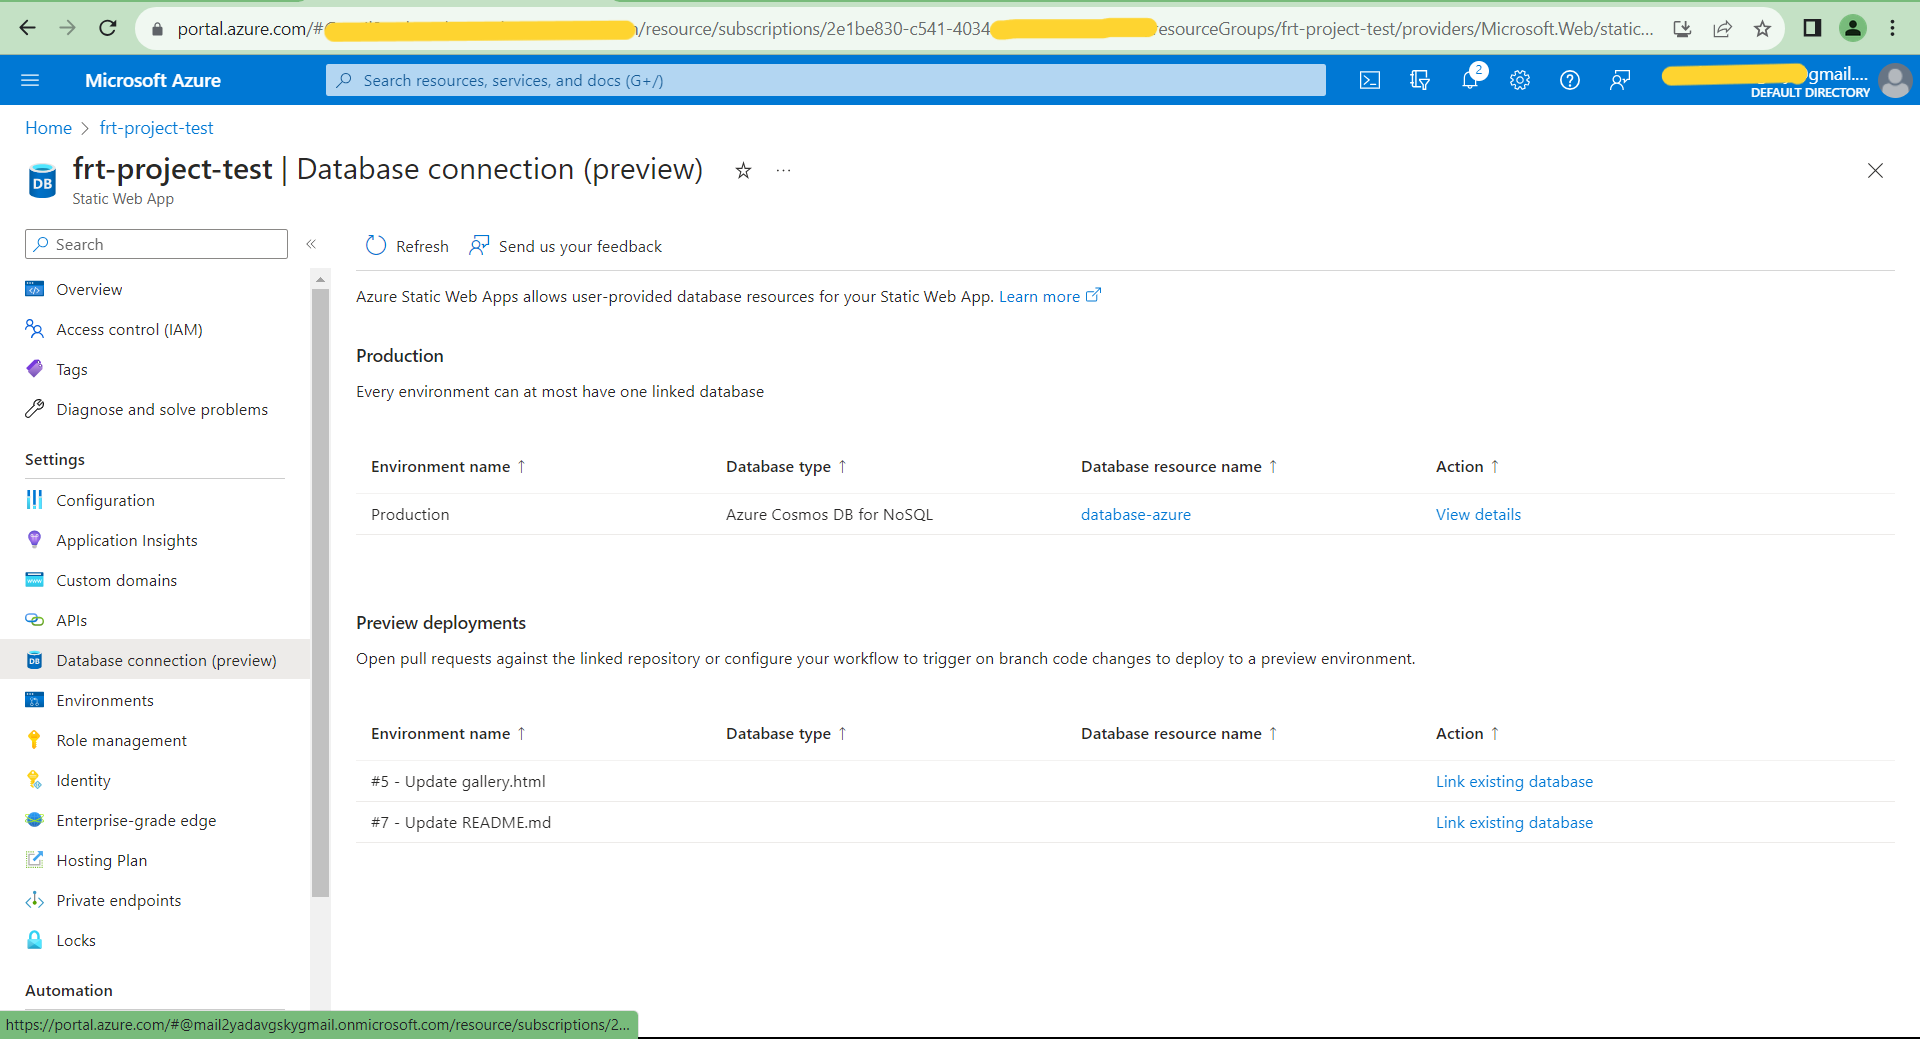 portal.azure.com/# /resource/subscriptions/2e1be830-c541-4034 esourceGroups/frt-project-test/providers/Microsoft.Web/static...
Microsoft Azure
Search resources, services, and docs (G+/)
2
gmail....
DEFAULT DIRECTORY
Home > frt-project-test
DB
frt-project-test | Database connection (preview)
Static Web App
Search
«
Refresh
Send us your feedback
Overview
Access control (IAM)
Tags
Diagnose and solve problems
Settings
Configuration
Application Insights
Custom domains
APIs
Database connection (preview)
Environments
Role management
Identity
Enterprise-grade edge
Hosting Plan
Private endpoints
Locks
Automation
Azure Static Web Apps allows user-provided database resources for your Static Web App. Learn more
Production
Every environment can at most have one linked database
Environment name ↑ Database type ↑ Database resource name ↑ Action ↑
Production Azure Cosmos DB for NoSQL database-azure View details
Preview deployments
Open pull requests against the linked repository or configure your workflow to trigger on branch code changes to deploy to a preview environment.
Environment name ↑ Database type ↑ Database resource name ↑ Action ↑
#5 - Update gallery.html Link existing database
#7 - Update README.md Link existing database
https://portal.azure.com/#@mail2yadavgskygmail.onmicrosoft.com/resource/subscriptions/2...